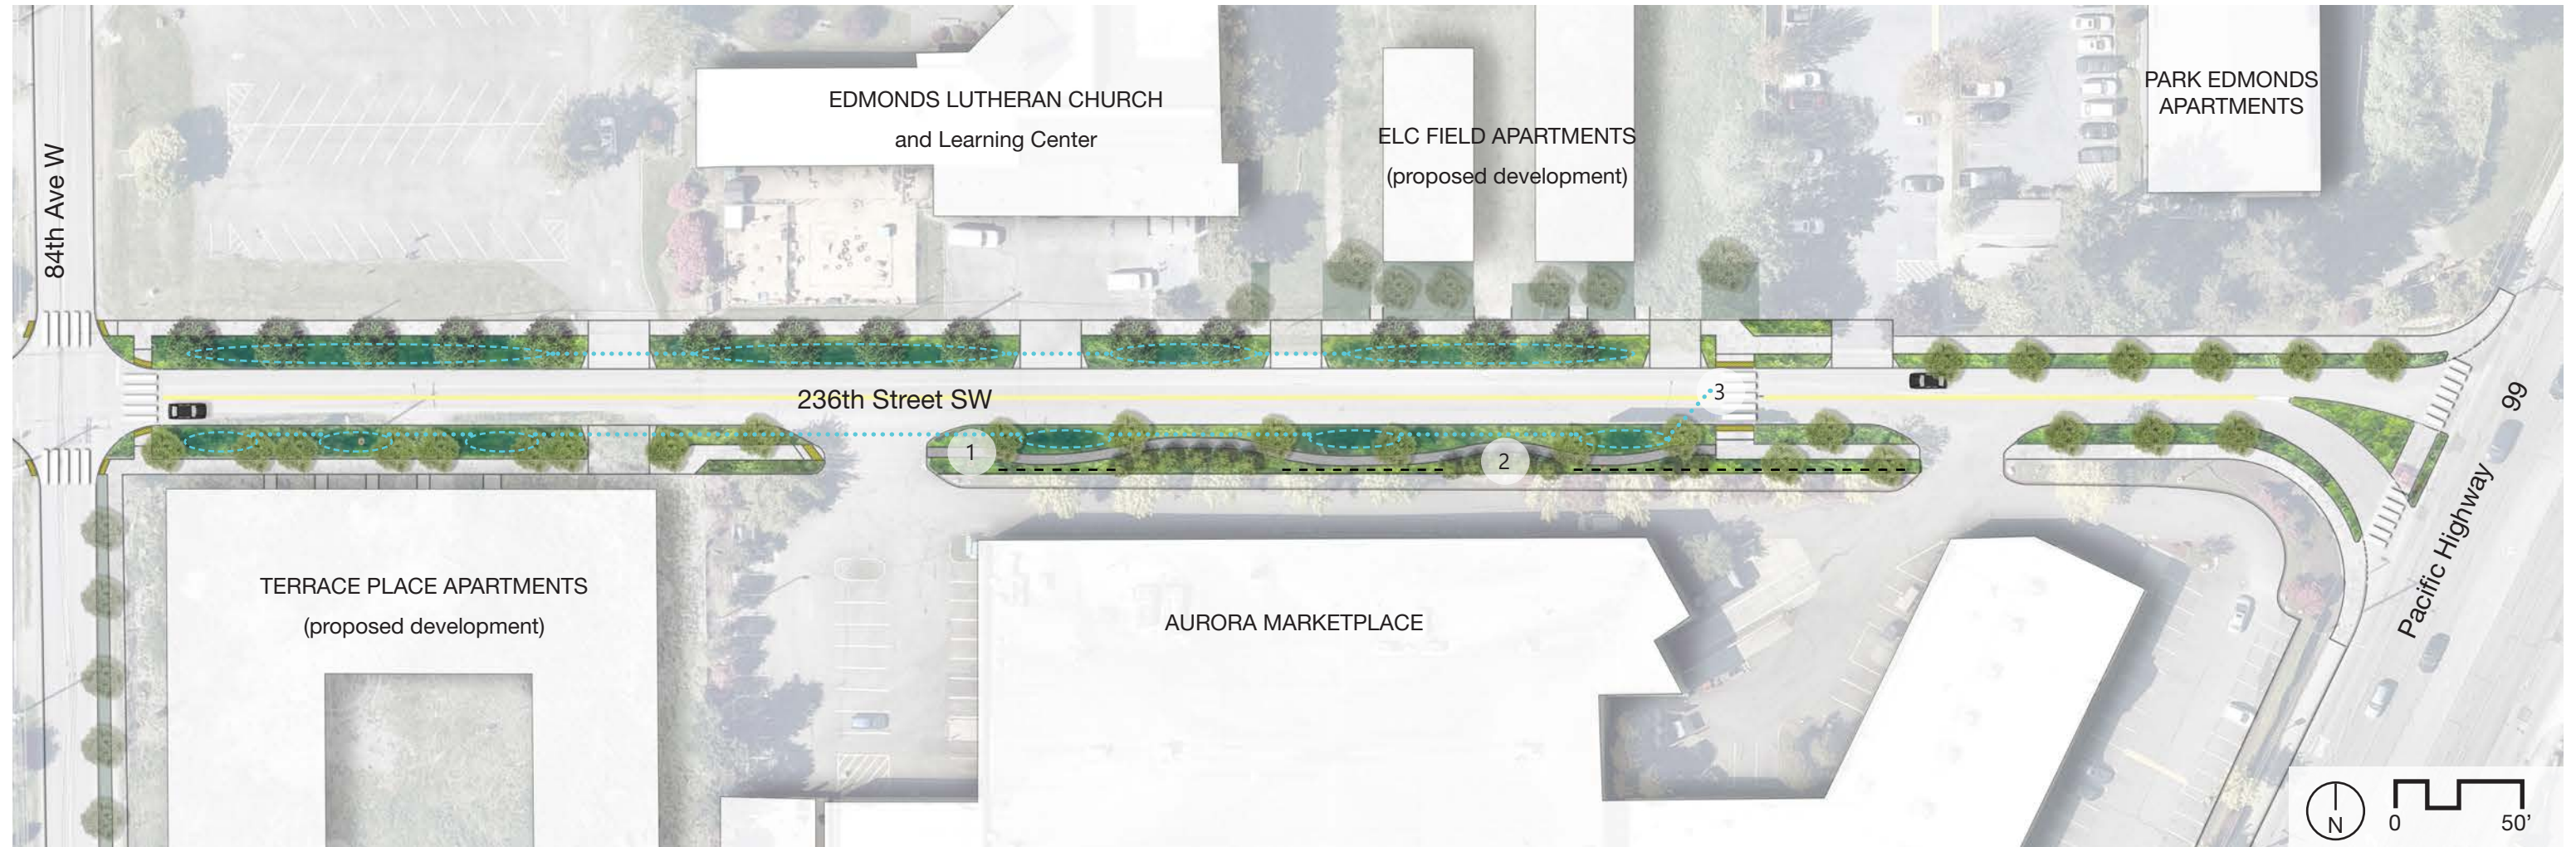 EDMONDS LUTHERAN CHURCH
and Learning Center
ELC FIELD APARTMENTS
(proposed development)
PARK EDMONDS
APARTMENTS
84th Ave W
236th Street SW
1
2
3
99
Pacific Highway
TERRACE PLACE APARTMENTS
(proposed development)
AURORA MARKETPLACE
N
0
50’